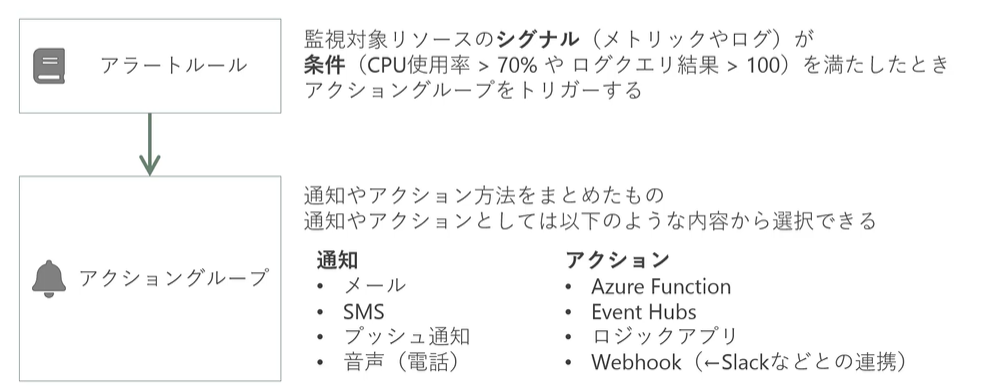 アラートルール
監視対象リソースのシグナル（メトリックやログ）が
条件（CPU使用率 > 70% や ログクエリ結果 > 100）を満たしたとき
アクショングループをトリガーする
アクショングループ
通知やアクション方法をまとめたもの
通知やアクションとしては以下のような内容から選択できる
通知
• メール
• SMS
• プッシュ通知
• 音声（電話）
アクション
• Azure Function
• Event Hubs
• ロジックアプリ
• Webhook（←Slackなどとの連携）